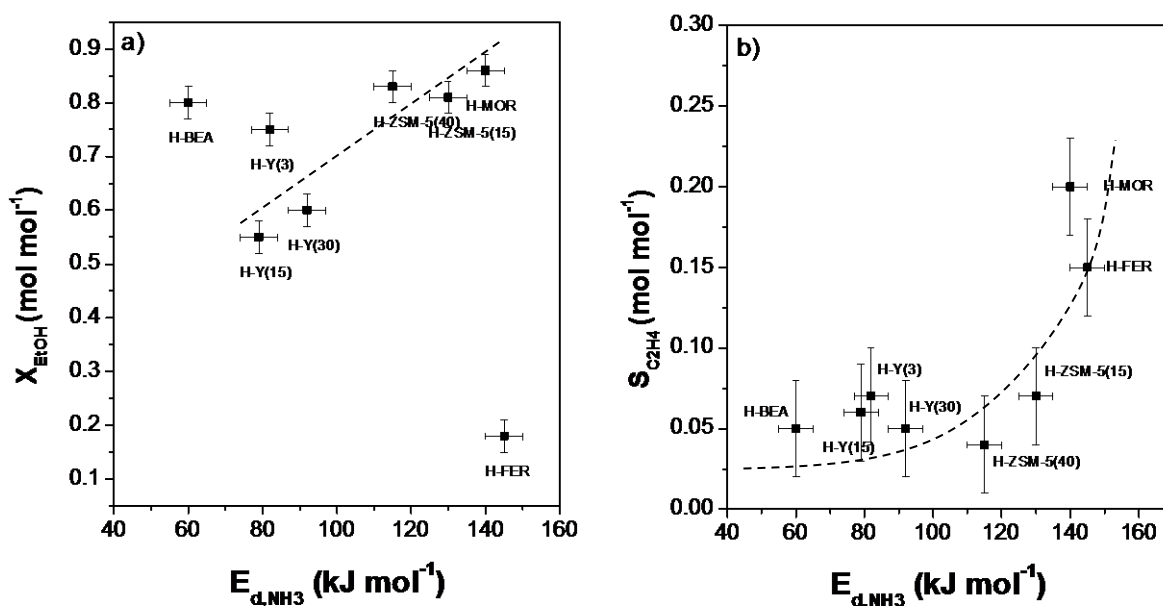 a)
0.9
0.8
0.7
0.6
0.5
0.4
0.3
0.2
0.1
X_EtOH (mol mol⁻¹)
H-BEA
H-Y(3)
H-Y(15)
H-Y(30)
H-ZSM-5(40)
H-ZSM-5(15)
H-MOR
H-FER
40 60 80 100 120 140 160
E_d,NH3 (kJ mol⁻¹)
b)
0.30
0.25
0.20
0.15
0.10
0.05
0.00
S_C2H4 (mol mol⁻¹)
H-MOR
H-FER
H-ZSM-5(15)
H-Y(3)
H-BEA
H-Y(30)
H-Y(15)
H-ZSM-5(40)
40 60 80 100 120 140 160
E_d,NH3 (kJ mol⁻¹)